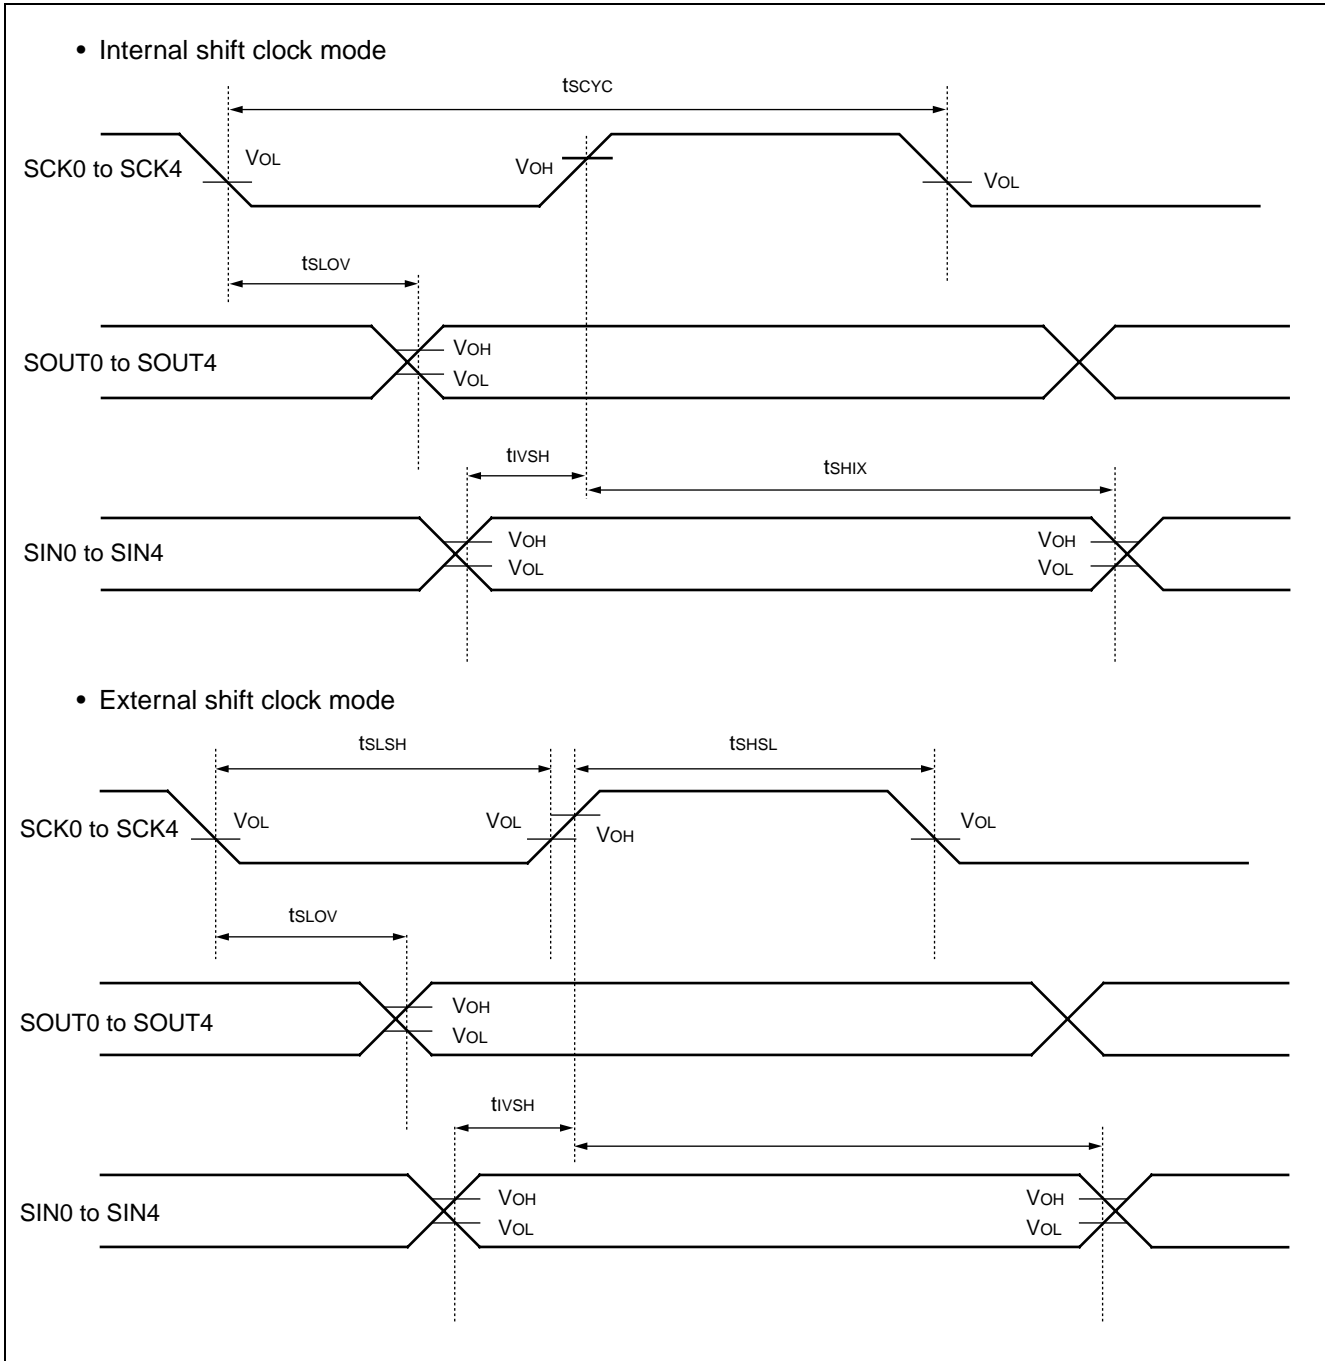 • Internal shift clock mode
tSCYC
SCK0 to SCK4
VOL
VOH
VOL
tSLOV
SOUT0 to SOUT4
VOH
VOL
tIVSH
tSHIX
SIN0 to SIN4
VOH
VOL
VOH
VOL
• External shift clock mode
tSLSH
tSHSL
SCK0 to SCK4
VOL
VOL
VOH
VOL
tSLOV
SOUT0 to SOUT4
VOH
VOL
tIVSH
SIN0 to SIN4
VOH
VOL
VOH
VOL